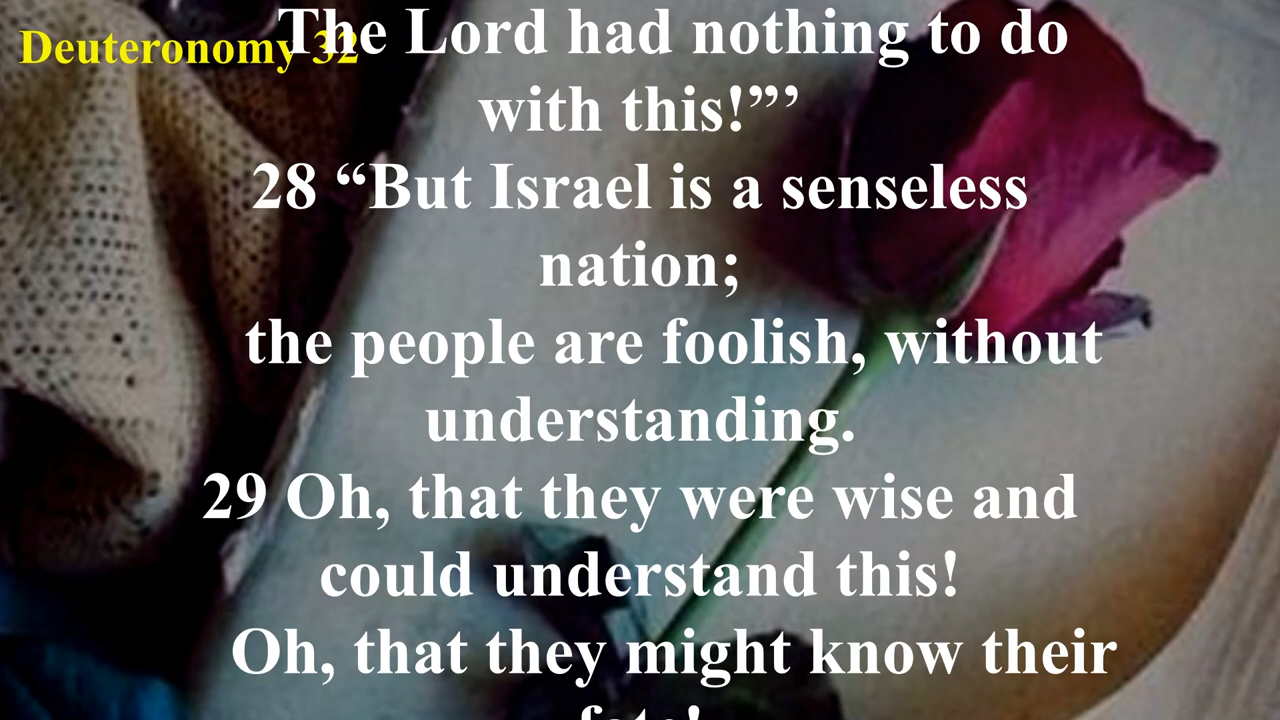 Deuteronomy 32
The Lord had nothing to do
with this!”’
28 “But Israel is a senseless
nation;
the people are foolish, without
understanding.
29 Oh, that they were wise and
could understand this!
Oh, that they might know their